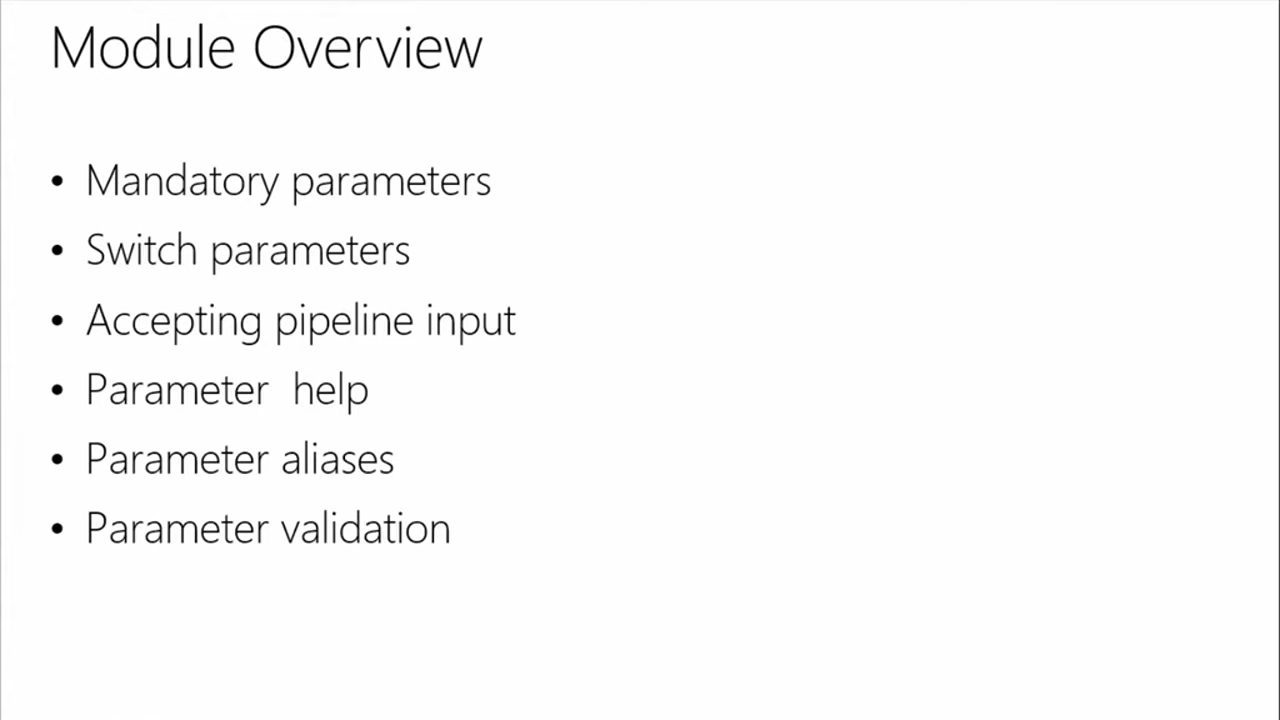 Module Overview
• Mandatory parameters
• Switch parameters
• Accepting pipeline input
• Parameter  help
• Parameter aliases
• Parameter validation